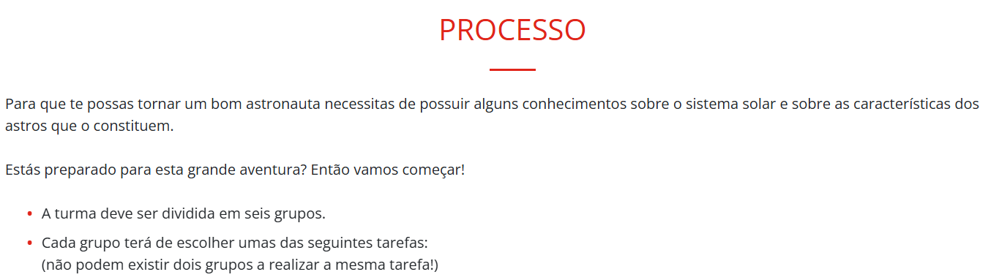 PROCESSO
Para que te possas tornar um bom astronauta necessitas de possuir alguns conhecimentos sobre o sistema solar e sobre as características dos
astros que o constituem.
Estás preparado para esta grande aventura? Então vamos começar!
• A turma deve ser dividida em seis grupos.
• Cada grupo terá de escolher umas das seguintes tarefas:
(não podem existir dois grupos a realizar a mesma tarefa!)